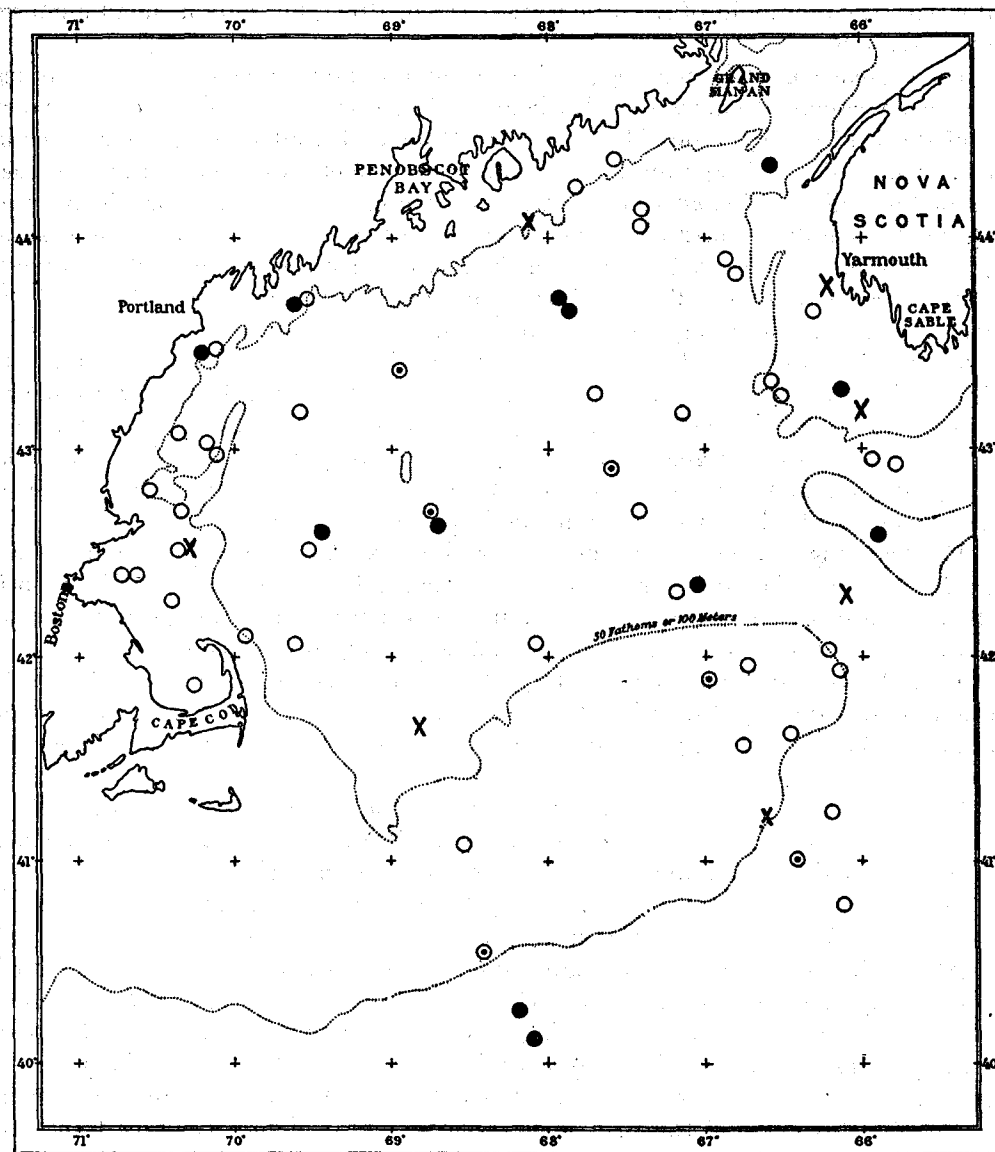 71° 70° 69° 68° 67° 66°
GRAND
MANAN
PENOBSCOT
BAY
NOVA
SCOTIA
44° 44°
Yarmouth
Portland
CAPE
SABLE
43° 43°
Boston
50 Fathoms or 100 Meters
42° 42°
CAPE COD
41° 41°
40° 40°
71° 70° 69° 68° 67° 66°